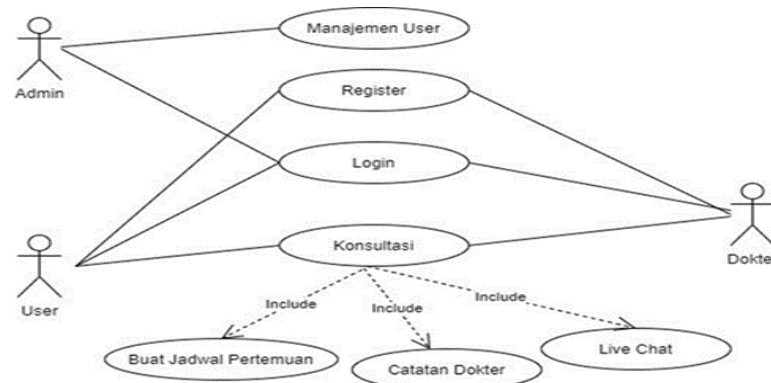 Manajemen User
Admin
Register
Login
User
Konsultasi
Dokte
Include
Include
Include
Buat Jadwal Pertemuan
Catatan Dokter
Live Chat